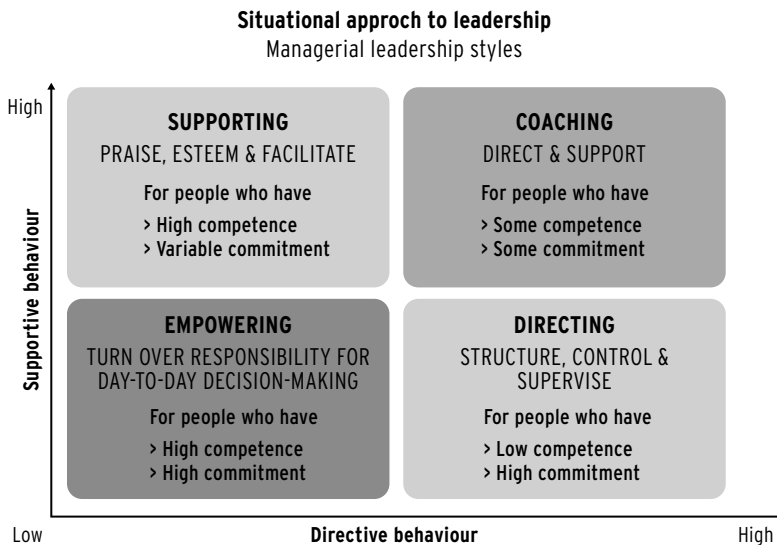 Situational approch to leadership
Managerial leadership styles
High
SUPPORTING
PRAISE, ESTEEM & FACILITATE
For people who have
> High competence
> Variable commitment
COACHING
DIRECT & SUPPORT
For people who have
> Some competence
> Some commitment
Supportive behaviour
EMPOWERING
TURN OVER RESPONSIBILITY FOR
DAY-TO-DAY DECISION-MAKING
For people who have
> High competence
> High commitment
DIRECTING
STRUCTURE, CONTROL &
SUPERVISE
For people who have
> Low competence
> High commitment
Low
Directive behaviour
High